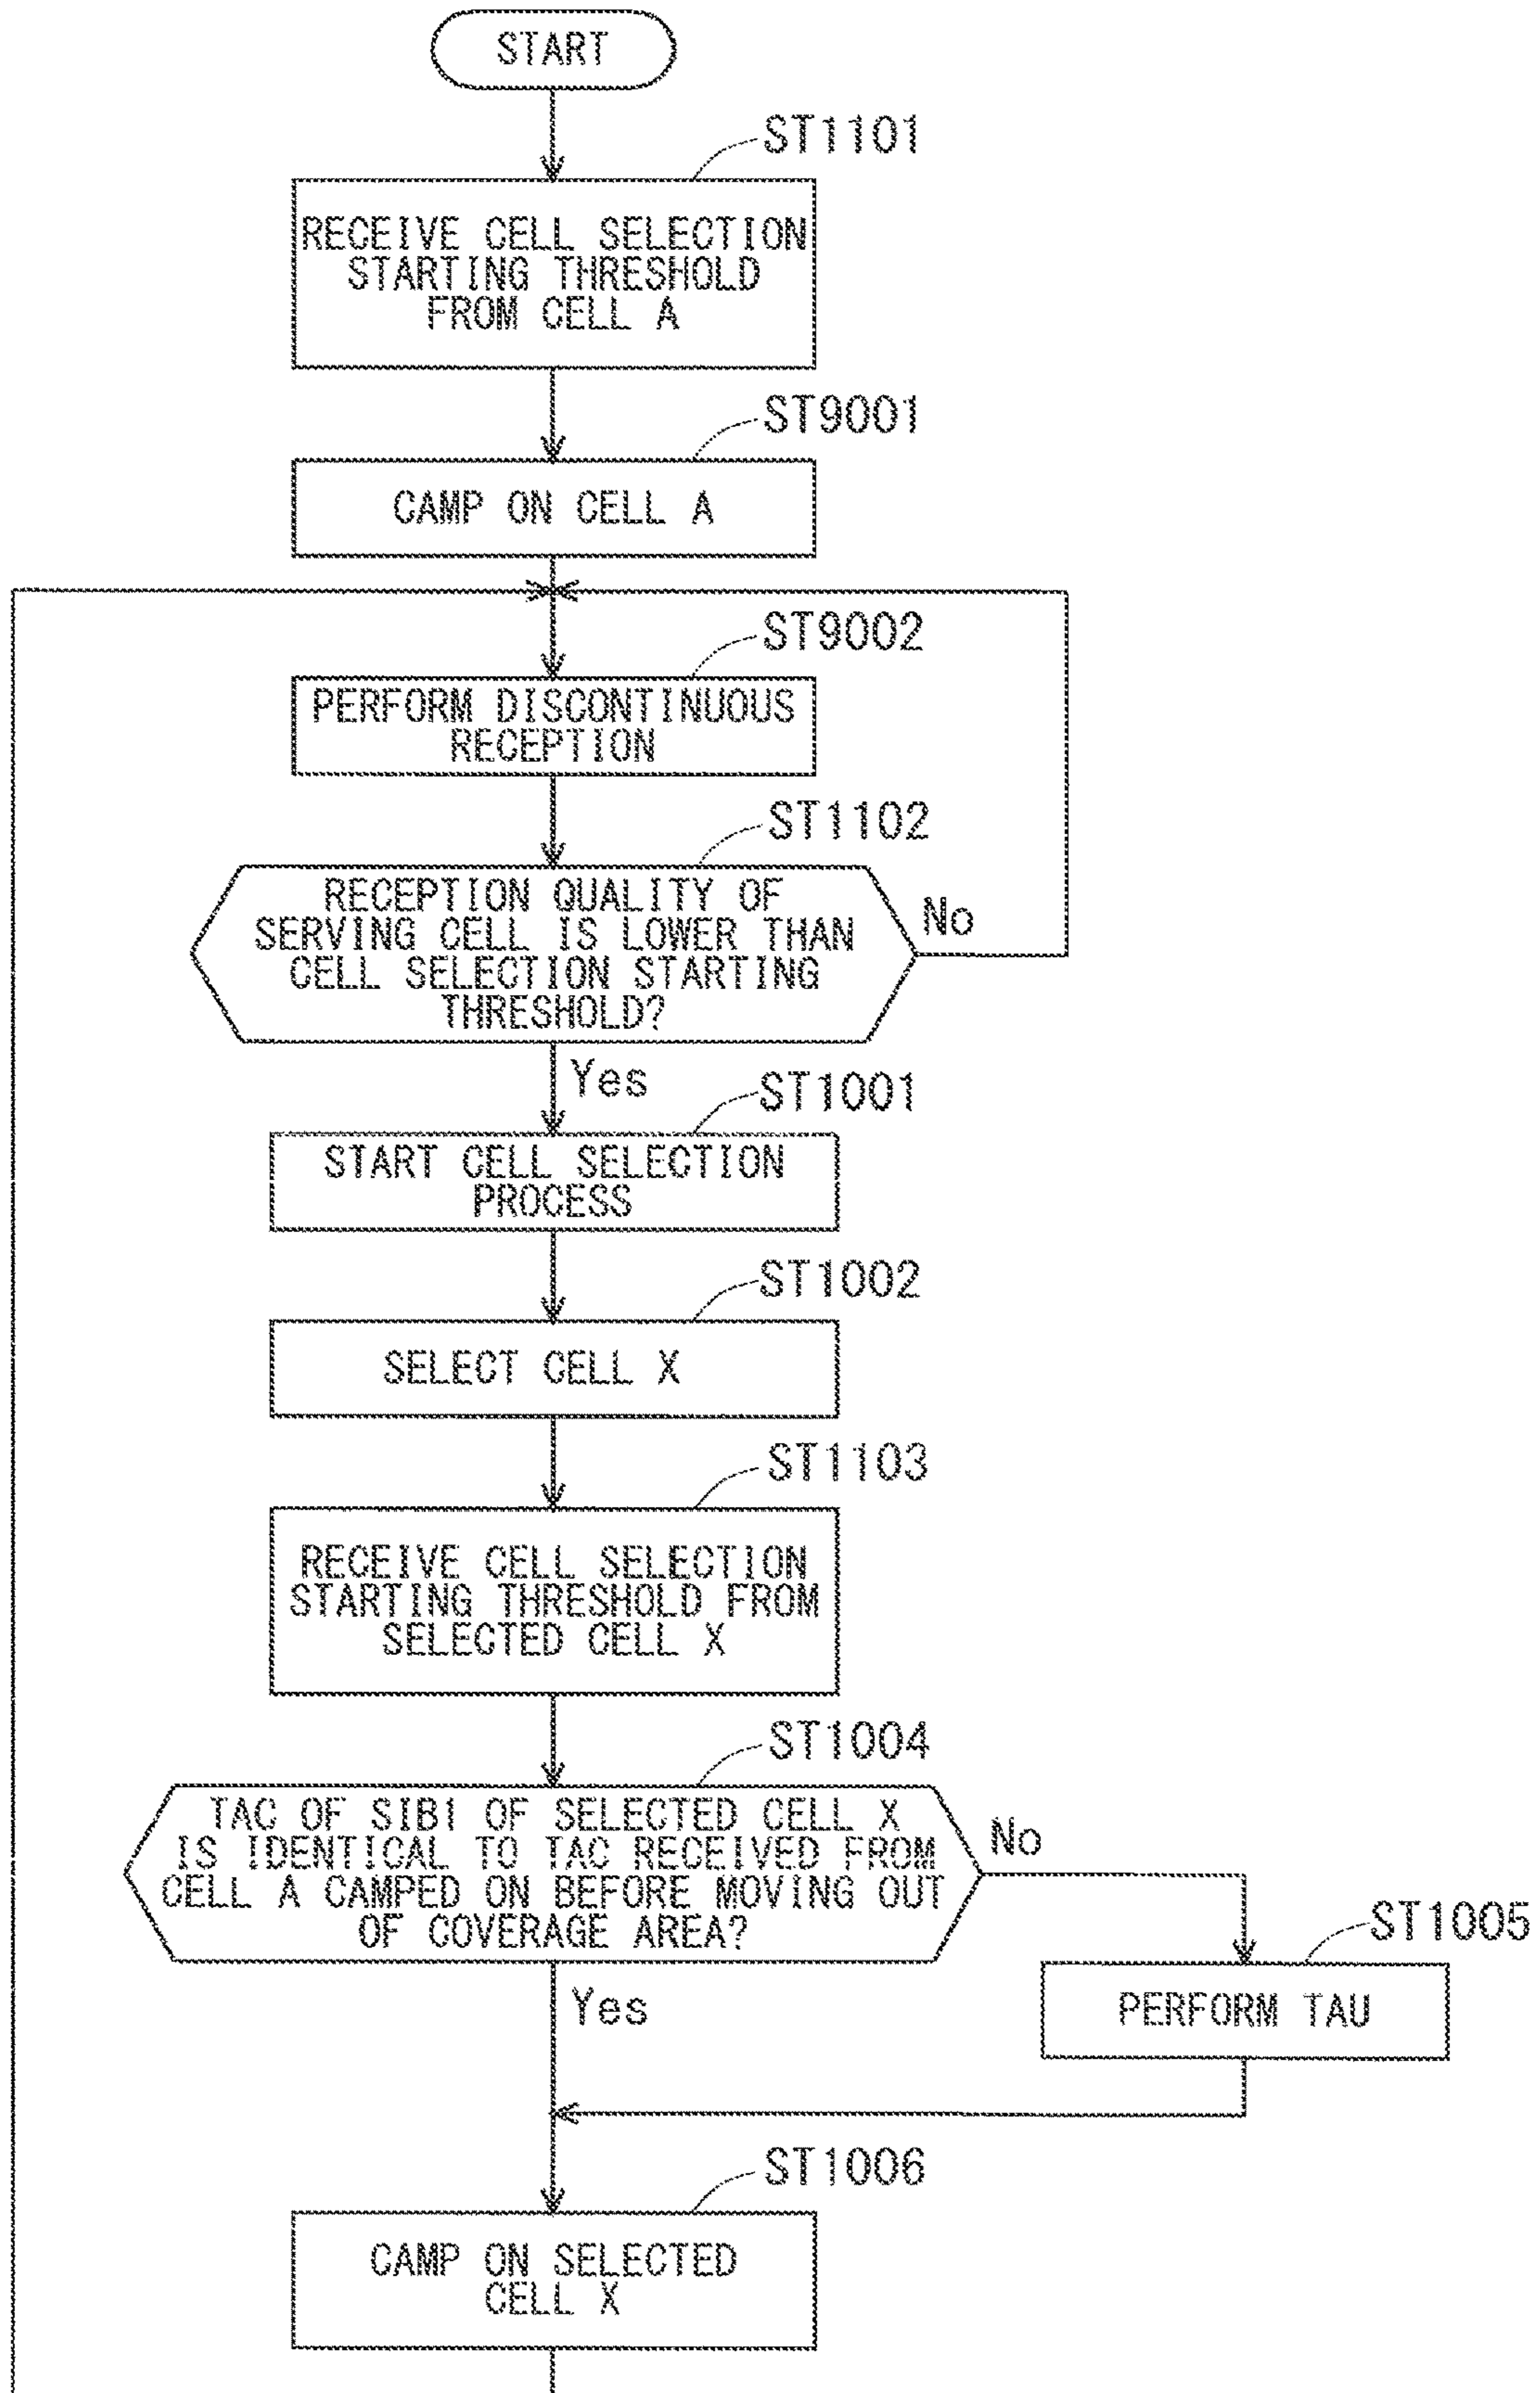 START
ST1101
RECEIVE CELL SELECTION
STARTING THRESHOLD
FROM CELL A
ST9001
CAMP ON CELL A
ST9002
PERFORM DISCONTINUOUS
RECEPTION
ST1102
RECEPTION QUALITY OF
SERVING CELL IS LOWER THAN
CELL SELECTION STARTING
THRESHOLD?
No
Yes
ST1001
START CELL SELECTION
PROCESS
ST1002
SELECT CELL X
ST1103
RECEIVE CELL SELECTION
STARTING THRESHOLD FROM
SELECTED CELL X
ST1004
TAC OF SIB1 OF SELECTED CELL X
IS IDENTICAL TO TAC RECEIVED FROM
CELL A CAMPED ON BEFORE MOVING OUT
OF COVERAGE AREA?
No
ST1005
PERFORM TAU
Yes
ST1006
CAMP ON SELECTED
CELL X